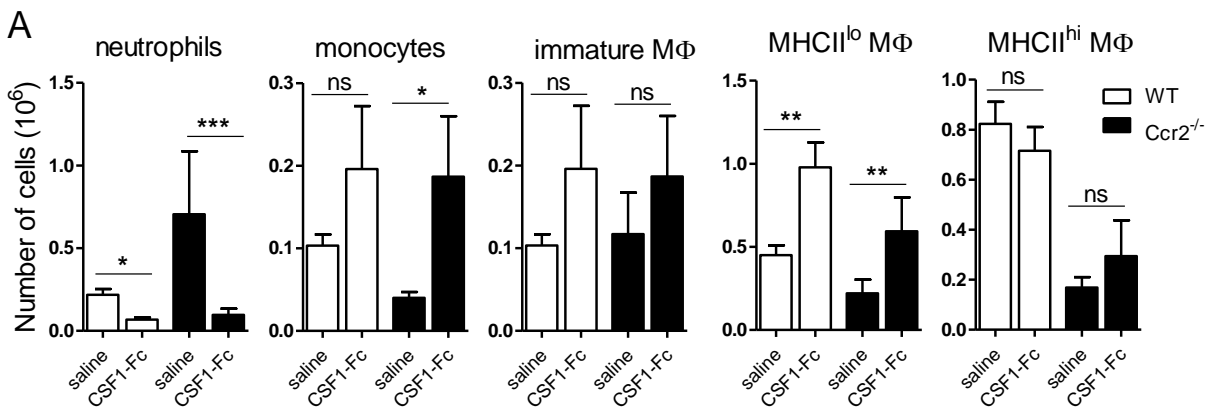 A
neutrophils
monocytes
immature MΦ
MHCII^lo MΦ
MHCII^hi MΦ
Number of cells (10^6)
1.5
1.0
0.5
0.0
*
***
saline
CSF1-Fc
saline
CSF1-Fc
0.3
0.2
0.1
0.0
ns
*
saline
CSF1-Fc
saline
CSF1-Fc
0.3
0.2
0.1
0.0
ns
ns
saline
CSF1-Fc
saline
CSF1-Fc
1.5
1.0
0.5
0.0
**
**
saline
CSF1-Fc
saline
CSF1-Fc
1.0
0.8
0.6
0.4
0.2
0.0
ns
ns
saline
CSF1-Fc
saline
CSF1-Fc
WT
Ccr2^-/-